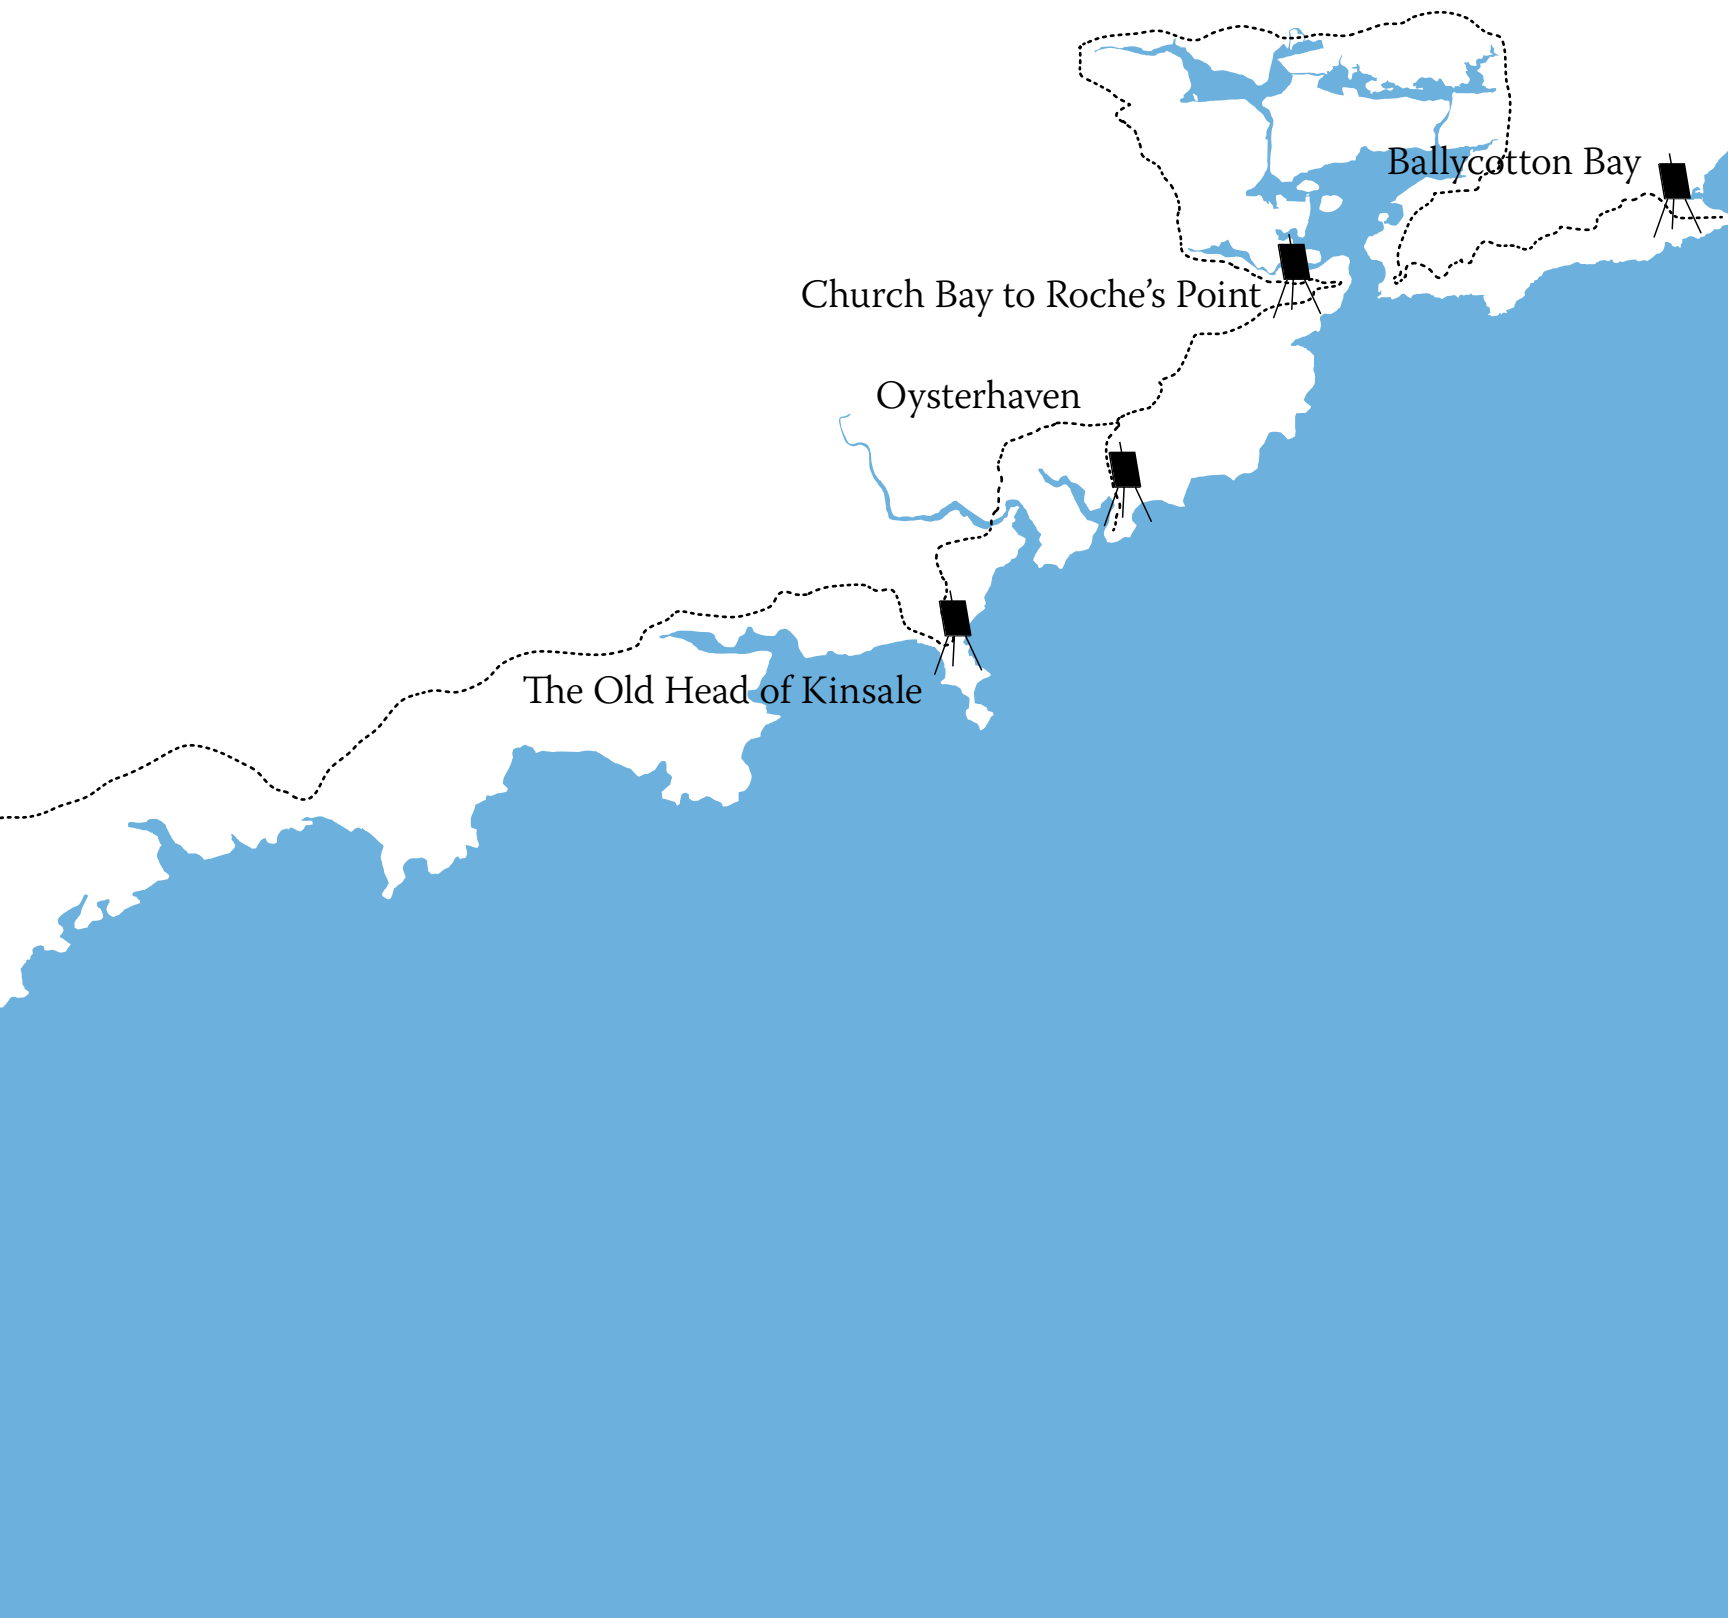 Ballycotton Bay
Church Bay to Roche’s Point
Oysterhaven
The Old Head of Kinsale